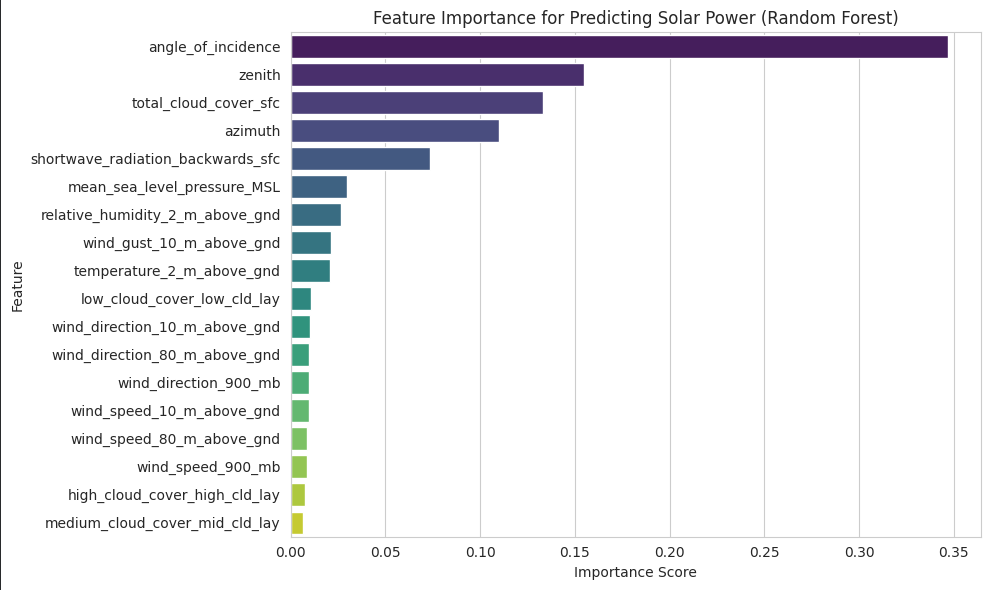 Feature Importance for Predicting Solar Power (Random Forest)
Feature
angle_of_incidence
zenith
total_cloud_cover_sfc
azimuth
shortwave_radiation_backwards_sfc
mean_sea_level_pressure_MSL
relative_humidity_2_m_above_gnd
wind_gust_10_m_above_gnd
temperature_2_m_above_gnd
low_cloud_cover_low_cld_lay
wind_direction_10_m_above_gnd
wind_direction_80_m_above_gnd
wind_direction_900_mb
wind_speed_10_m_above_gnd
wind_speed_80_m_above_gnd
wind_speed_900_mb
high_cloud_cover_high_cld_lay
medium_cloud_cover_mid_cld_lay
0.00 0.05 0.10 0.15 0.20 0.25 0.30 0.35
Importance Score